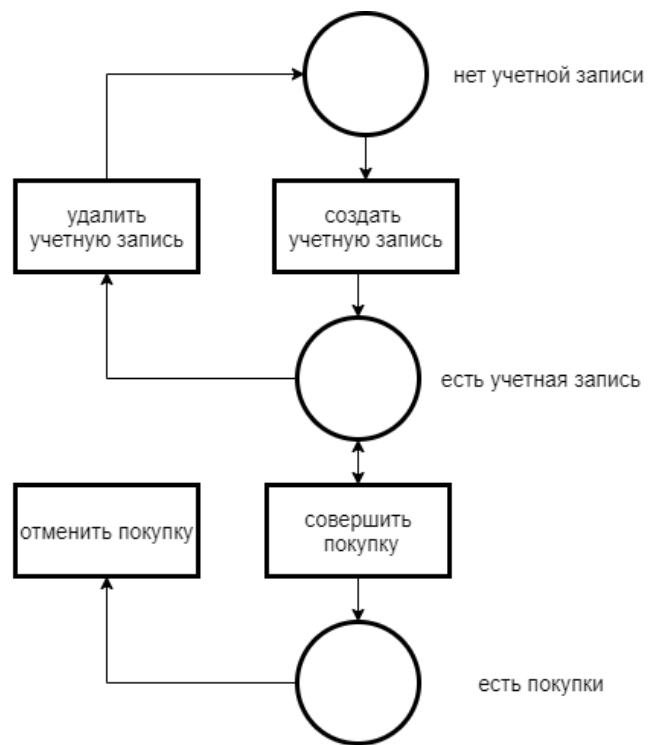 нет учетной записи
удалить
учетную запись
создать
учетную запись
есть учетная запись
отменить покупку
совершить
покупку
есть покупки